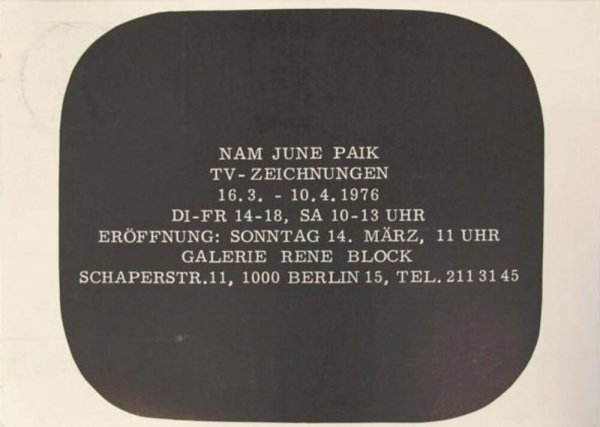 NAM JUNE PAIK
TV-ZEICHNUNGEN
16.3. - 10.4.1976
DI-FR 14-18, SA 10-13 UHR
ERÖFFNUNG: SONNTAG 14. MÄRZ, 11 UHR
GALERIE RENE BLOCK
SCHAPERSTR.11, 1000 BERLIN 15, TEL. 211 31 45